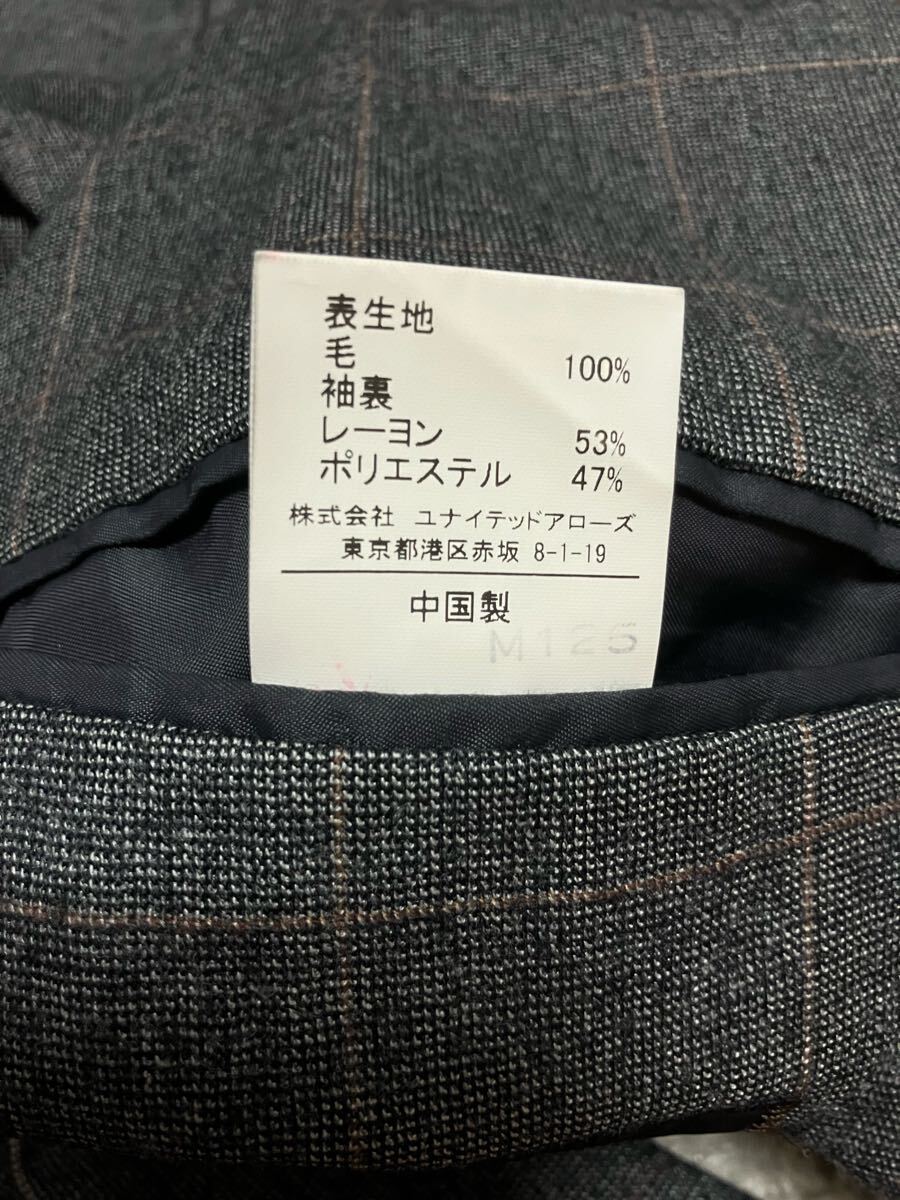 表生地
毛 100%
袖裏
レーヨン 53%
ポリエステル 47%
株式会社 ユナイテッドアローズ
東京都港区赤坂 8-1-19
中国製
M126